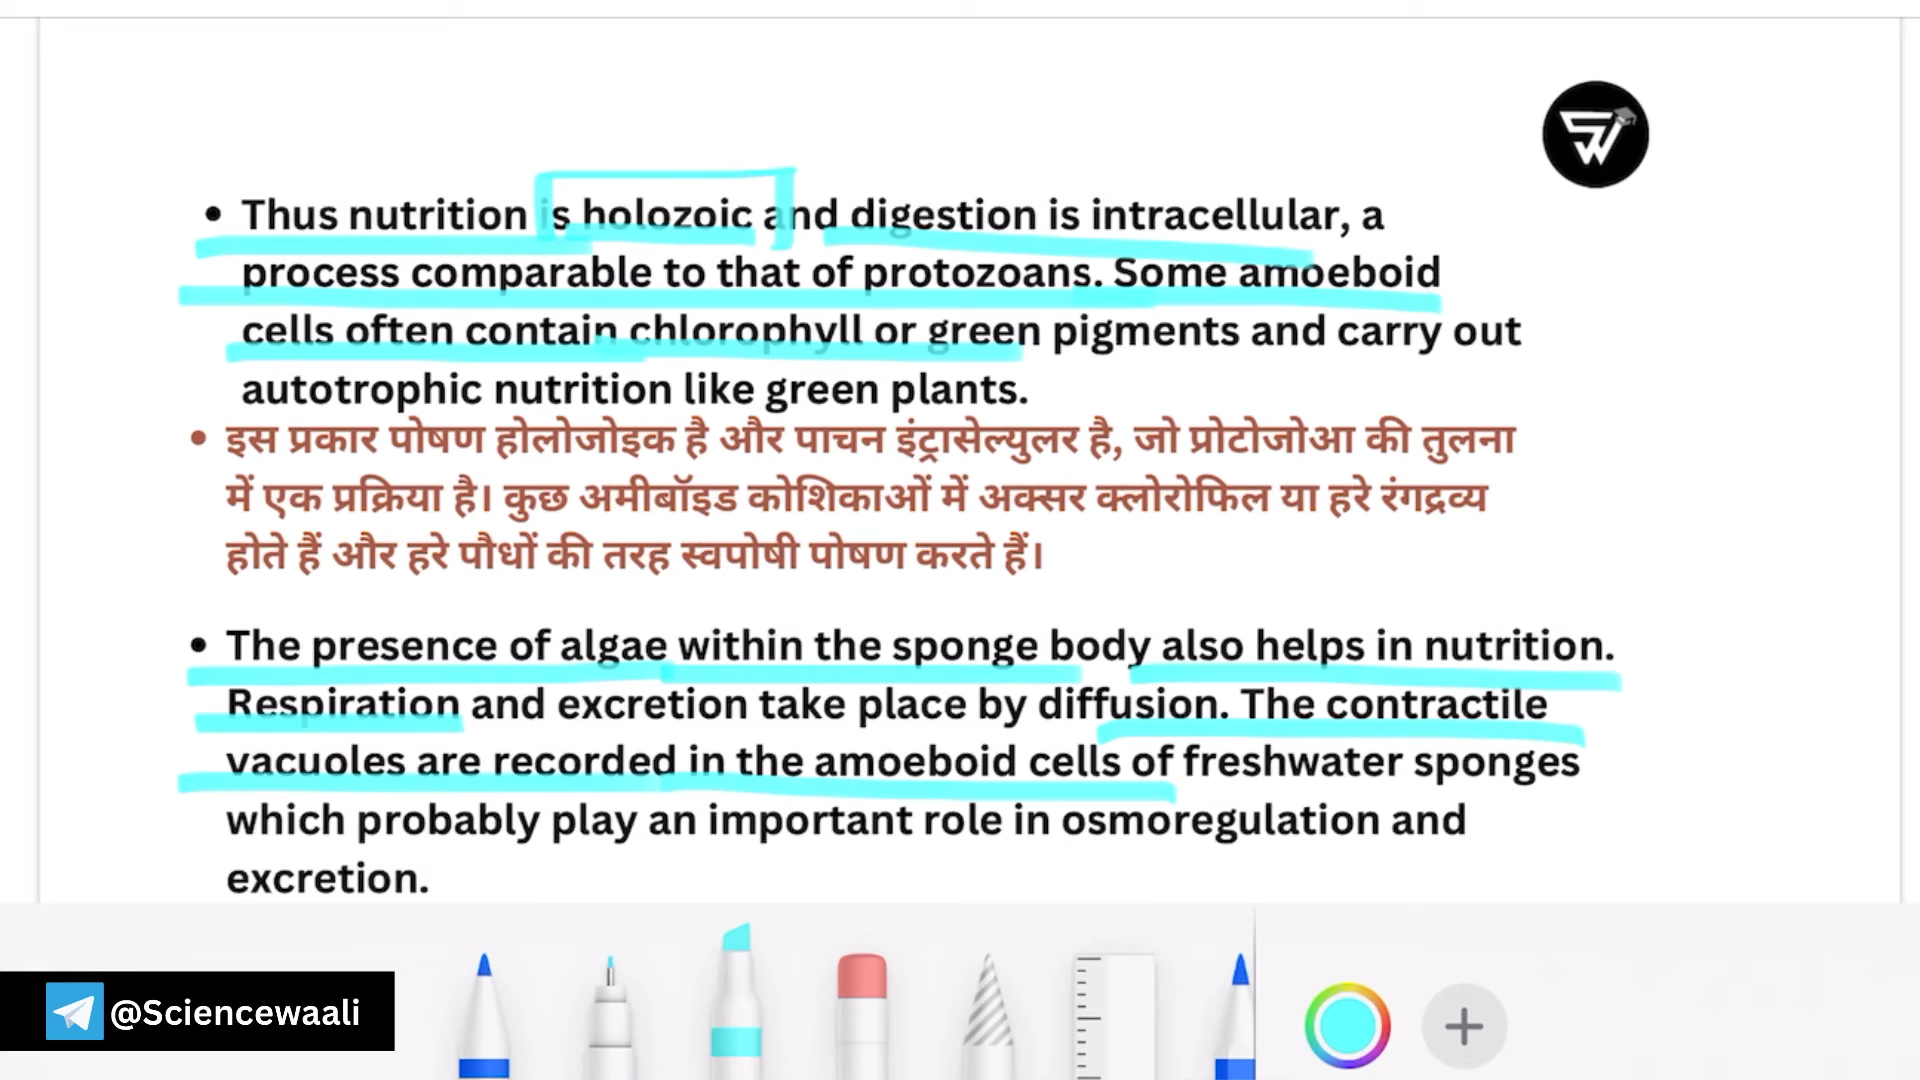 SW
• Thus nutrition is holozoic and digestion is intracellular, a
process comparable to that of protozoans. Some amoeboid
cells often contain chlorophyll or green pigments and carry out
autotrophic nutrition like green plants.
• इस प्रकार पोषण होलोजोइक है और पाचन इंट्रासेल्युलर है, जो प्रोटोजोआ की तुलना
में एक प्रक्रिया है। कुछ अमीबॉइड कोशिकाओं में अक्सर क्लोरोफिल या हरे रंगद्रव्य
होते हैं और हरे पौधों की तरह स्वपोषी पोषण करते हैं।
• The presence of algae within the sponge body also helps in nutrition.
Respiration and excretion take place by diffusion. The contractile
vacuoles are recorded in the amoeboid cells of freshwater sponges
which probably play an important role in osmoregulation and
excretion.
@Sciencewaali